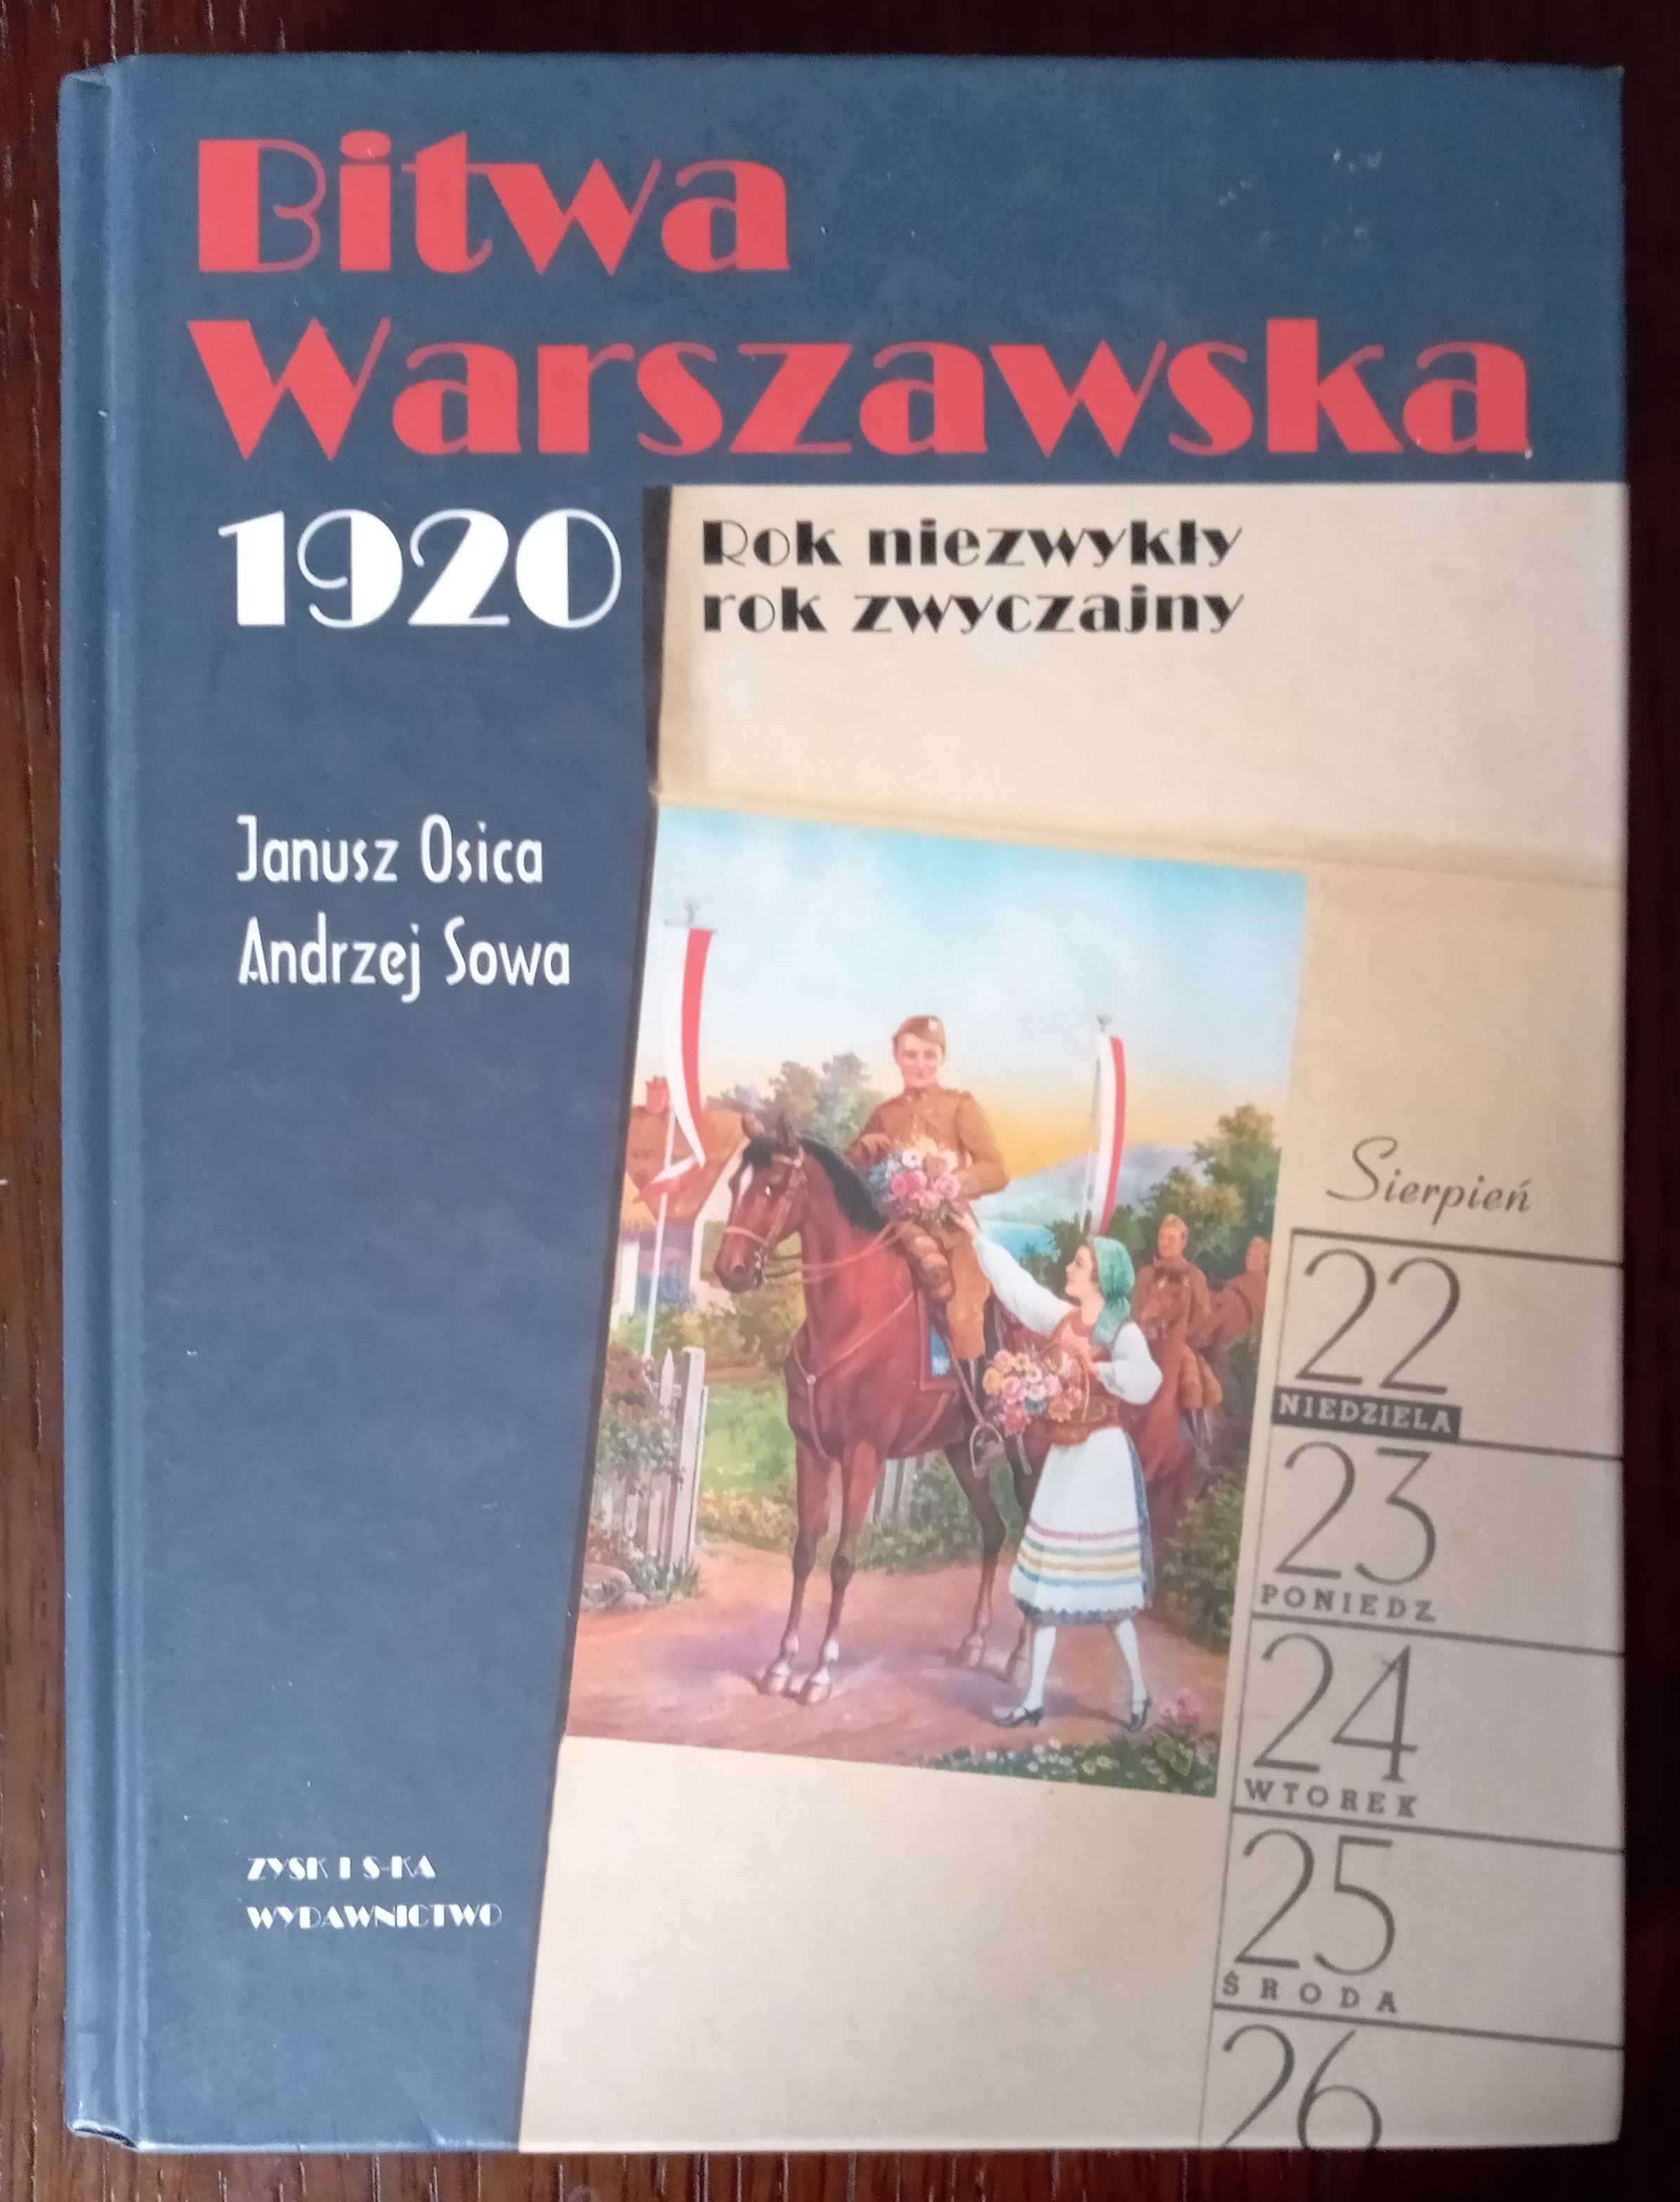 Bitwa
Warszawska
1920
Rok niezwykły
rok zwyczajny
Janusz Osica
Andrzej Sowa
Sierpień
22
NIEDZIELA
23
PONIEDZ
24
WTOREK
25
ŚRODA
26
ZYSK I S-KA
WYDAWNICTWO